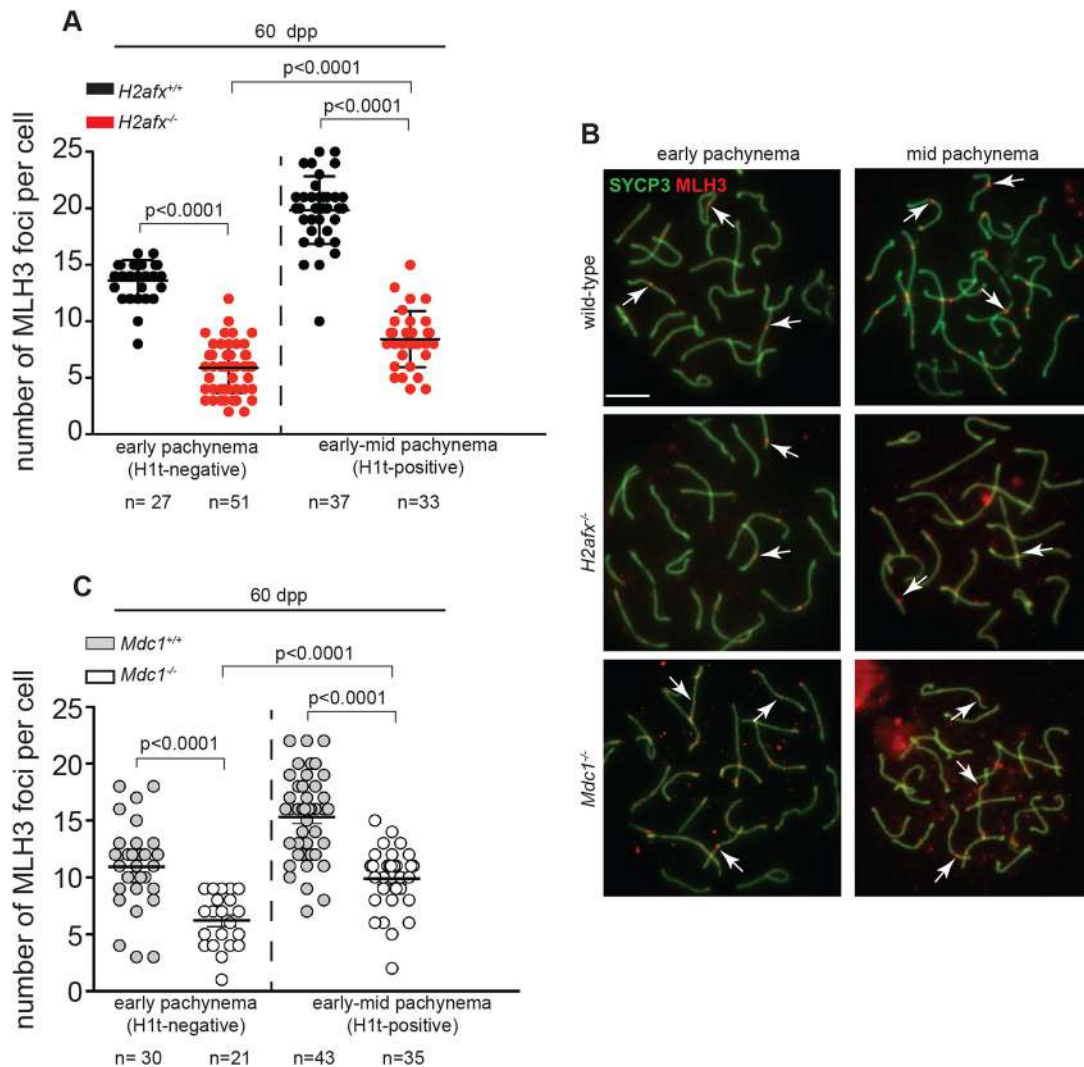 A
60 dpp
p<0.0001
H2afx+/+
p<0.0001
H2afx-/-
number of MLH3 foci per cell
25
20
15
10
5
0
p<0.0001
early pachynema
(H1t-negative)
early-mid pachynema
(H1t-positive)
n= 27
n=51
n=37
n=33
B
early pachynema
mid pachynema
SYCP3 MLH3
wild-type
H2afx-/-
Mdc1-/-
C
60 dpp
Mdc1+/+
Mdc1-/-
p<0.0001
p<0.0001
p<0.0001
number of MLH3 foci per cell
25
20
15
10
5
0
early pachynema
(H1t-negative)
early-mid pachynema
(H1t-positive)
n= 30
n=21
n=43
n=35